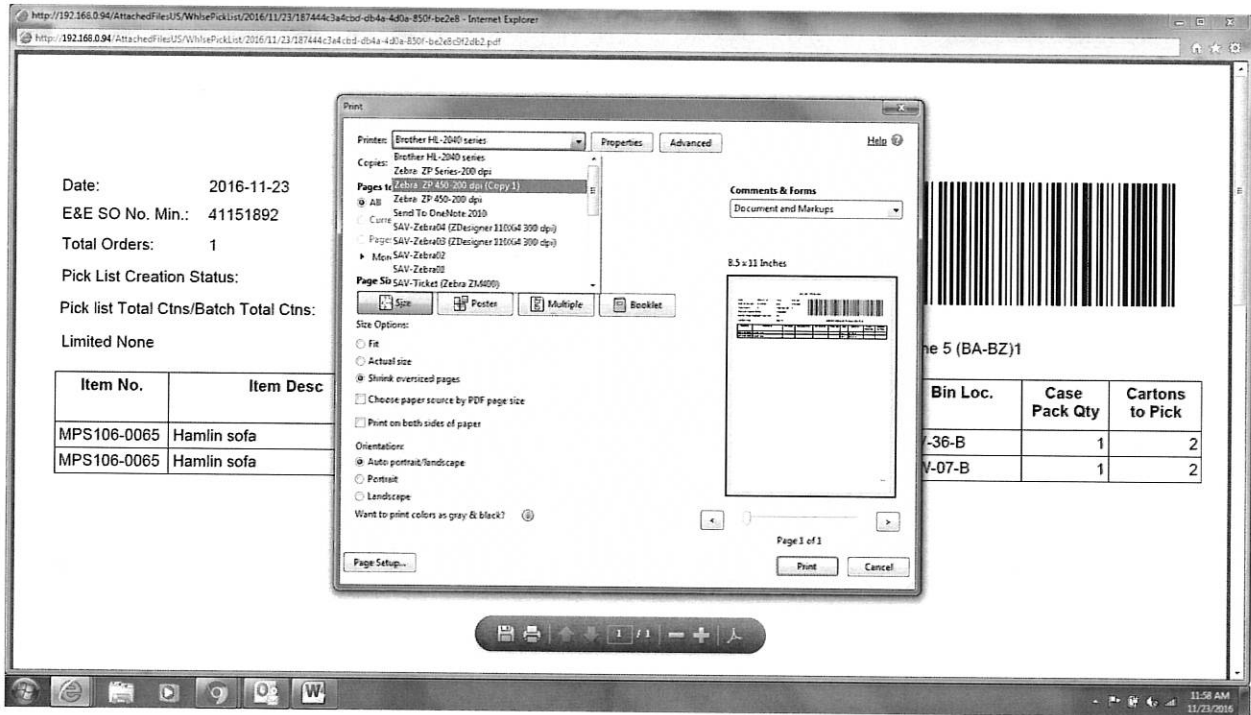 http://192.168.0.94/AttachedFilesUS/WhlsePickList/2016/11/23/187444c3a4cbd-db4a-4d0a-850f-be2e8 - Internet Explorer
http://192.168.0.94/AttachedFilesUS/WhlsePickList/2016/11/23/187444c3a4cbd-db4a-4d0a-850f-be2e8c9f2db2.pdf
Date: 2016-11-23
E&E SO No. Min.: 41151892
Total Orders: 1
Pick List Creation Status:
Pick list Total Ctns/Batch Total Ctns:
Limited None
Item No. Item Desc
MPS106-0065 Hamlin sofa
MPS106-0065 Hamlin sofa
Print
Printer: Brother HL-2040 series Properties Advanced Help
Copies: Brother HL-2040 series
Zebra ZP Series-200 dpi
Pages to Zebra ZP 450-200 dpi (Copy 1)
All Zebra ZP 450-200 dpi
Curre Send To OneNote 2010
Page SAV-Zebra04 (ZDesigner 110Xi4 300 dpi)
SAV-Zebra03 (ZDesigner 110Xi4 300 dpi)
Mor SAV-Zebra02
Page Siz SAV-Ticket (Zebra ZM400)
Size Poster Multiple Booklet
Size Options:
Fit
Actual size
Shrink oversized pages
Choose paper source by PDF page size
Print on both sides of paper
Orientation:
Auto portrait/landscape
Portrait
Landscape
Want to print colors as gray & black?
Page Setup...
Comments & Forms
Document and Markups
8.5 x 11 Inches
Page 1 of 1
Print Cancel
ne 5 (BA-BZ)1
Bin Loc. Case Pack Qty Cartons to Pick
-36-B 1 2
-07-B 1 2
1 / 1
11:58 AM
11/23/2016